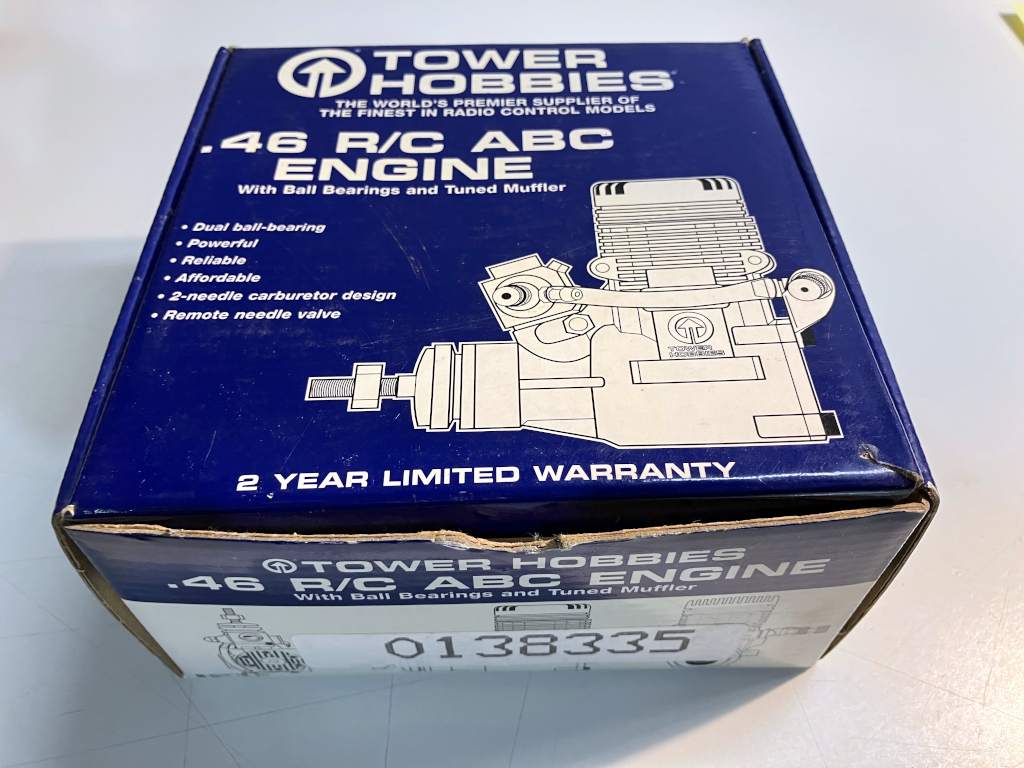 TOWER
HOBBIES
THE WORLD'S PREMIER SUPPLIER OF
THE FINEST IN RADIO CONTROL MODELS
.46 R/C ABC
ENGINE
With Ball Bearings and Tuned Muffler
• Dual ball-bearing
• Powerful
• Reliable
• Affordable
• 2-needle carburetor design
• Remote needle valve
TOWER
HOBBIES
2 YEAR LIMITED WARRANTY
TOWER HOBBIES
.46 R/C ABC ENGINE
With Ball Bearings and Tuned Muffler
0138335